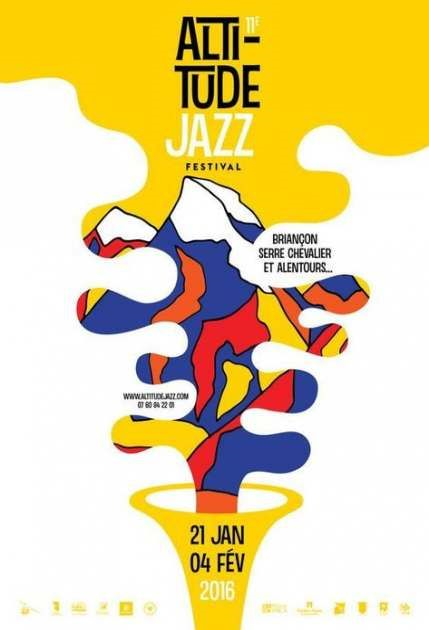 11E
ALTI-
TUDE
JAZZ
FESTIVAL
BRIANÇON
SERRE CHEVALIER
ET ALENTOURS...
WWW.ALTITUDEJAZZ.COM
07 60 84 22 01
21 JAN
04 FÉV
2016